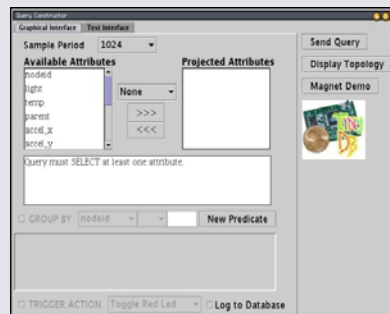 Query Constructor
Graphical Interface Text Interface
Sample Period 1024
Available Attributes Projected Attributes
nodeid
light
temp
parent
accel_x
accel_y
None
>>>
<<<
Query must SELECT at least one attribute.
GROUP BY nodeid New Predicate
TRIGGER ACTION Toggle Red Led Log to Database
Send Query
Display Topology
Magnet Demo
IN
DB